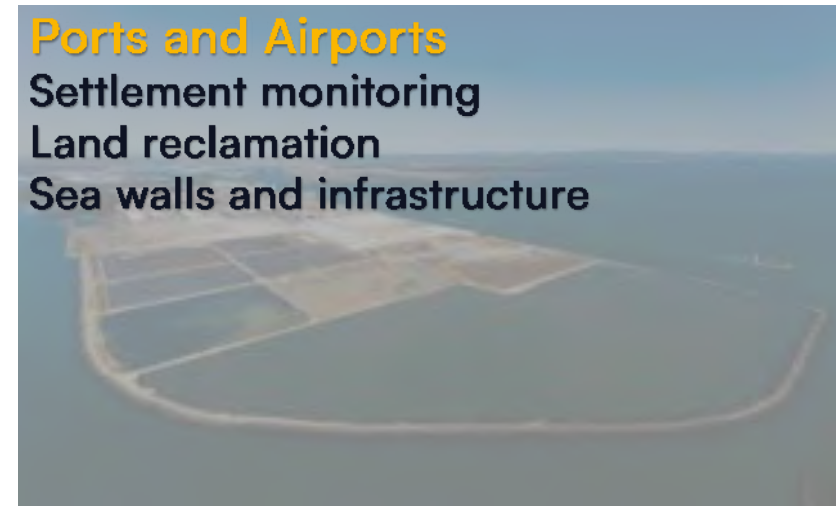 Ports and Airports
Settlement monitoring
Land reclamation
Sea walls and infrastructure